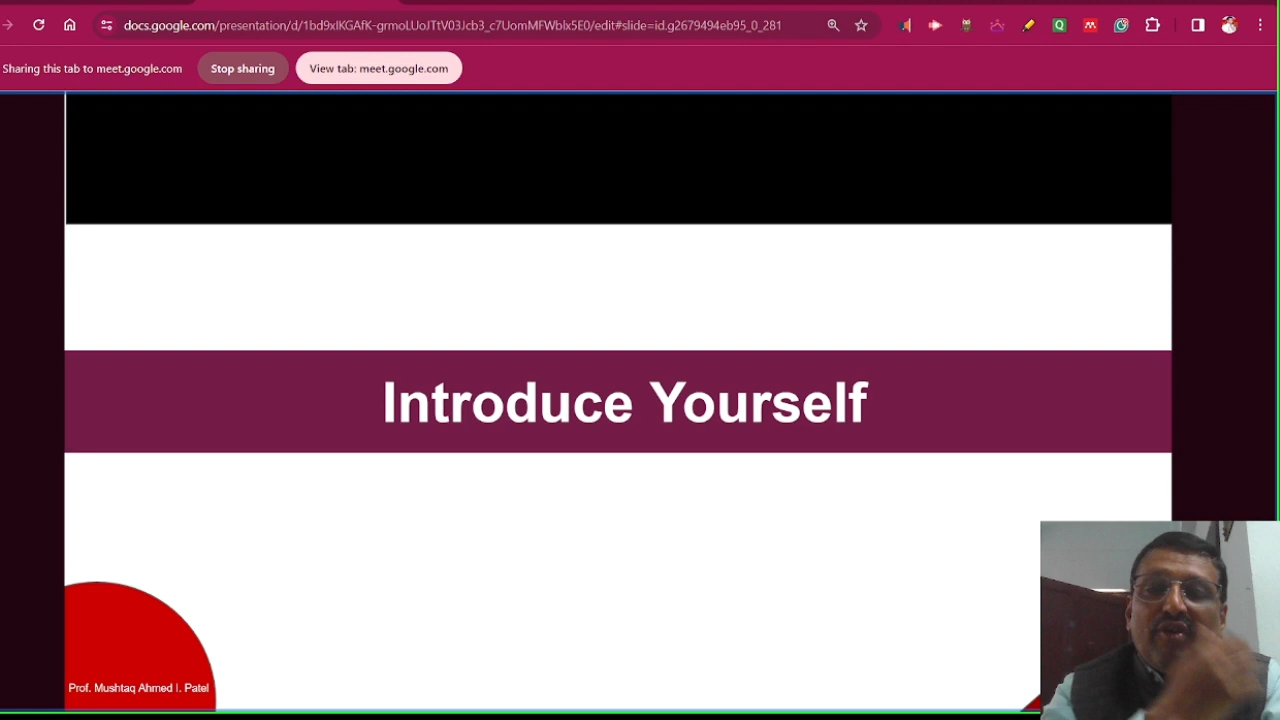 docs.google.com/presentation/d/1bd9xlKGAfK-grmoLUoJTtV03Jcb3_c7UomMFWblx5E0/edit#slide=id.g2679494eb95_0_281
Sharing this tab to meet.google.com
Stop sharing
View tab: meet.google.com
Introduce Yourself
Prof. Mushtaq Ahmed I. Patel